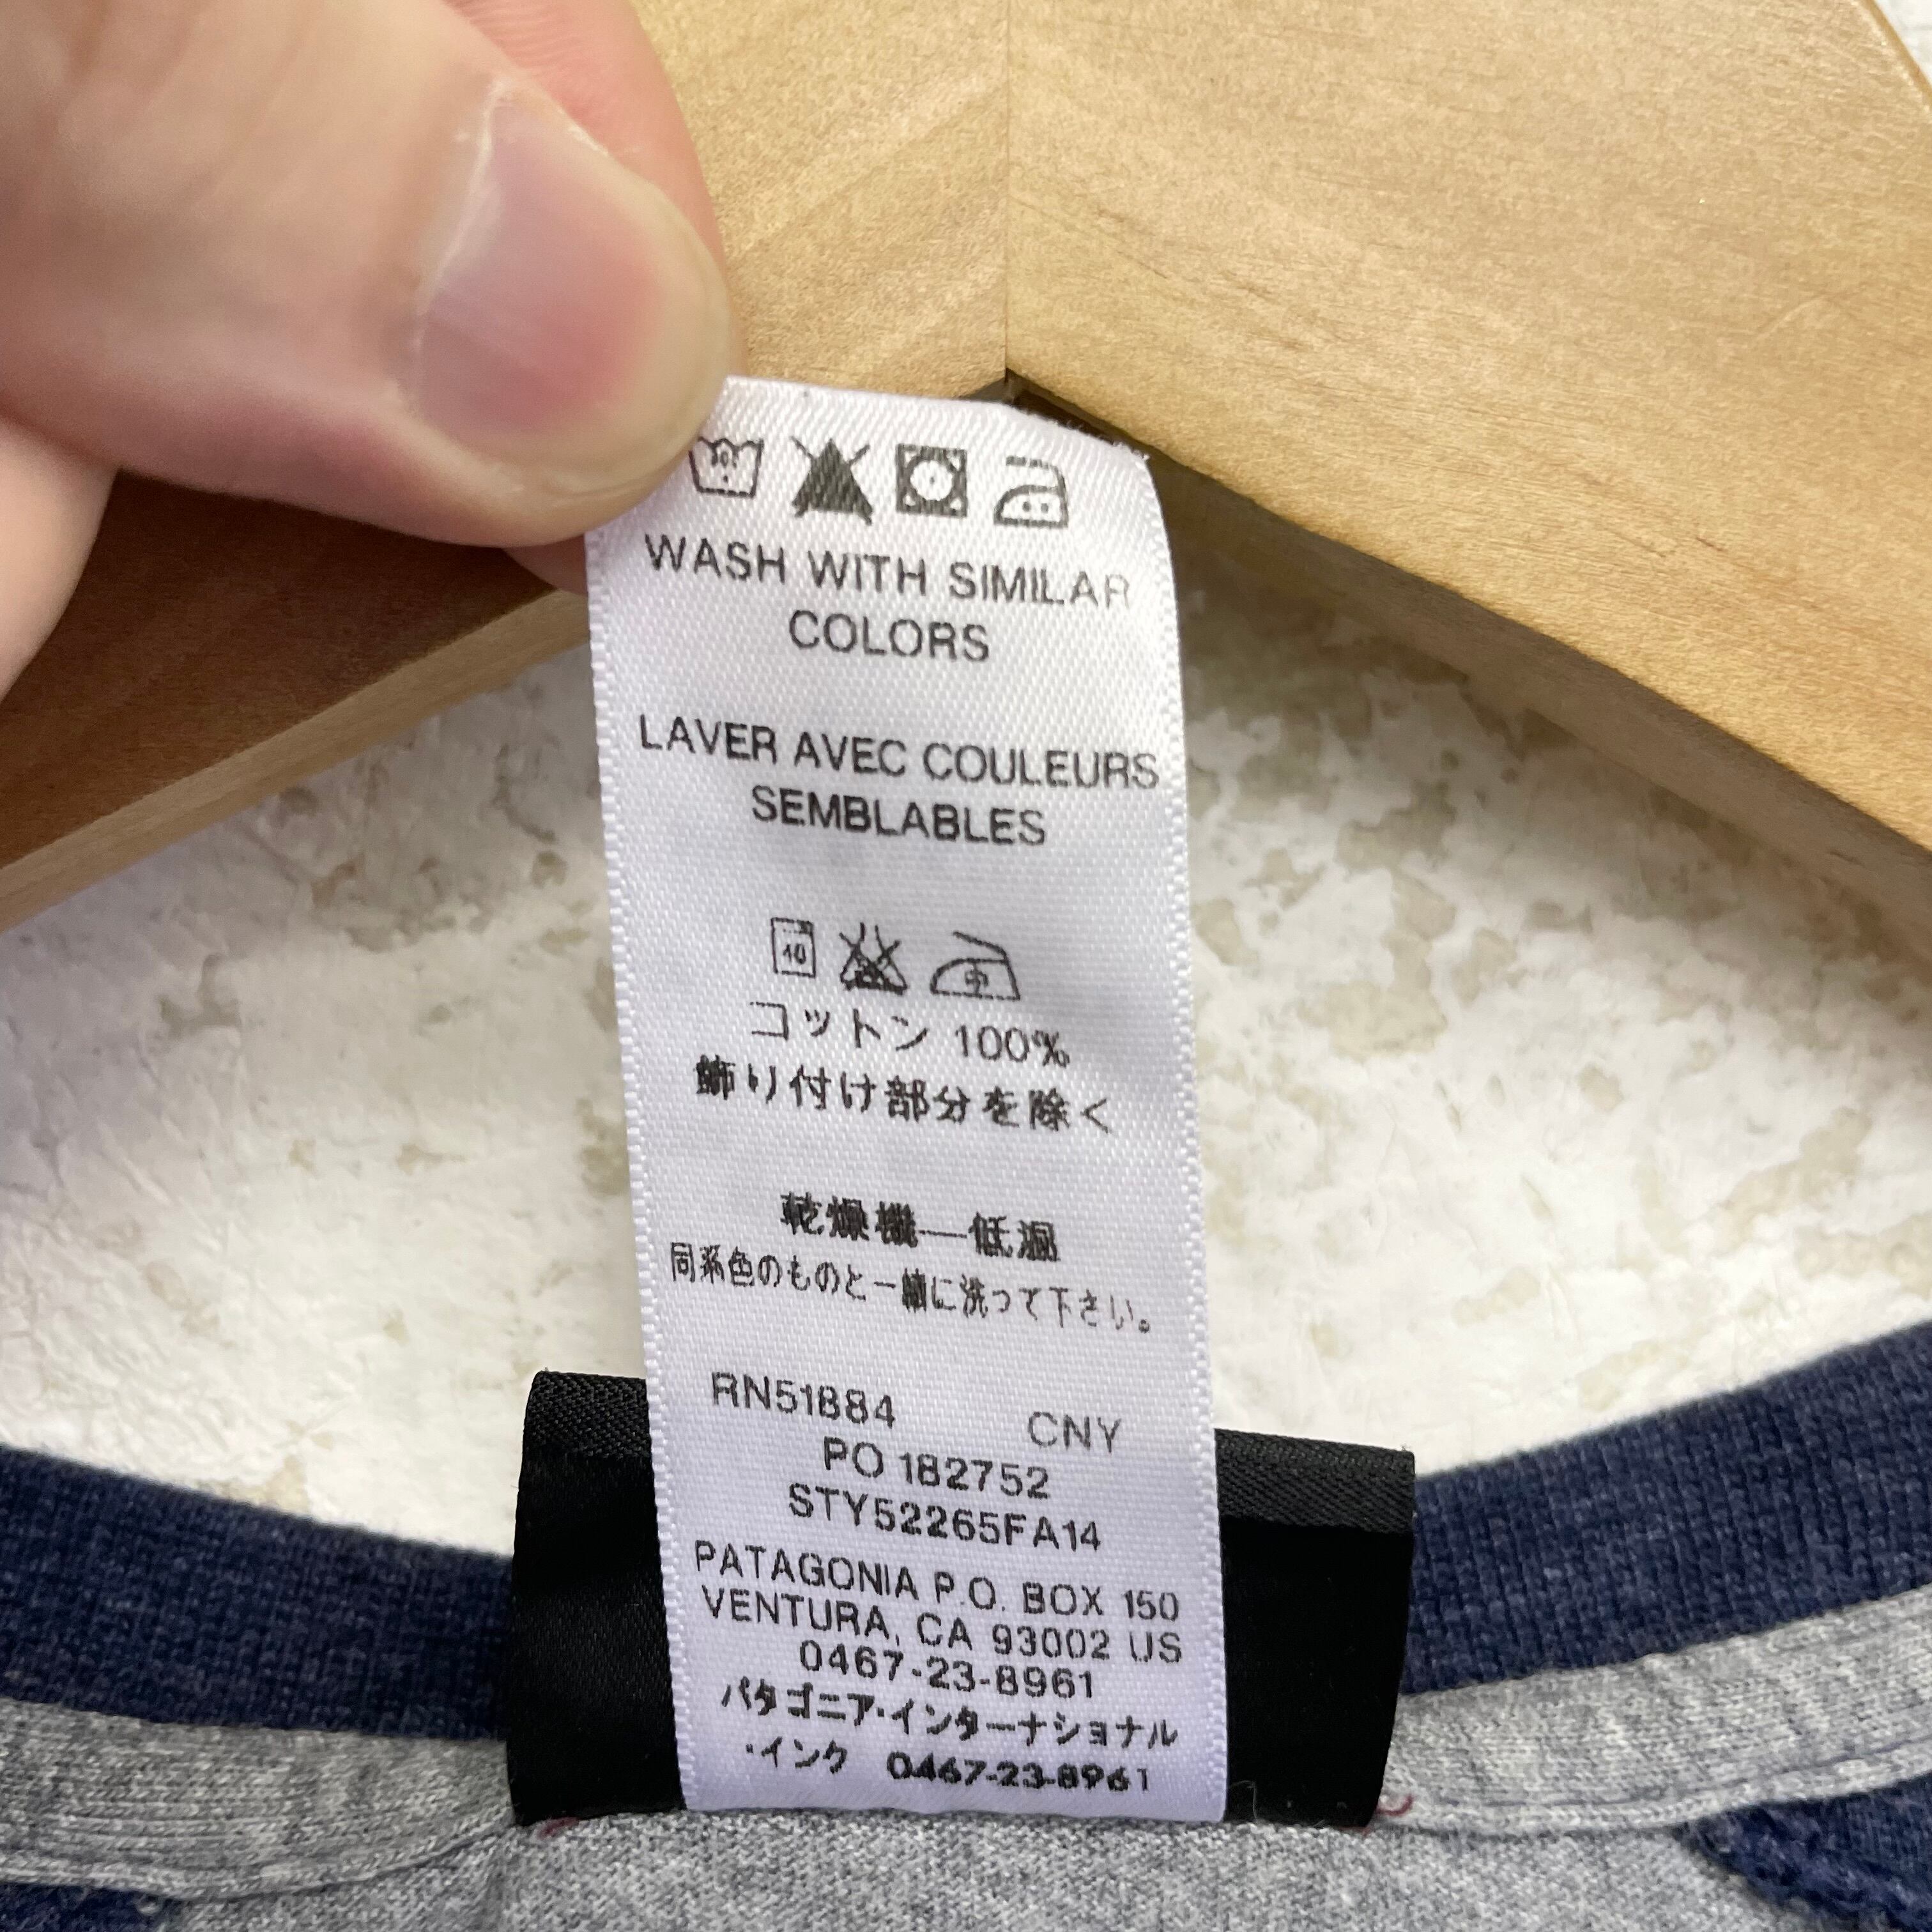 WASH WITH SIMILAR
COLORS
LAVER AVEC COULEURS
SEMBLABLES
40
中
コットン 100%
飾り付け部分を除く
乾燥機—低温
同系色のものと一緒に洗って下さい。
RN51884 CNY
PO 182752
STY52265FA14
PATAGONIA P.O. BOX 150
VENTURA, CA 93002 US
0467-23-8961
パタゴニア·インターナショナル
·インク 0467-23-8961